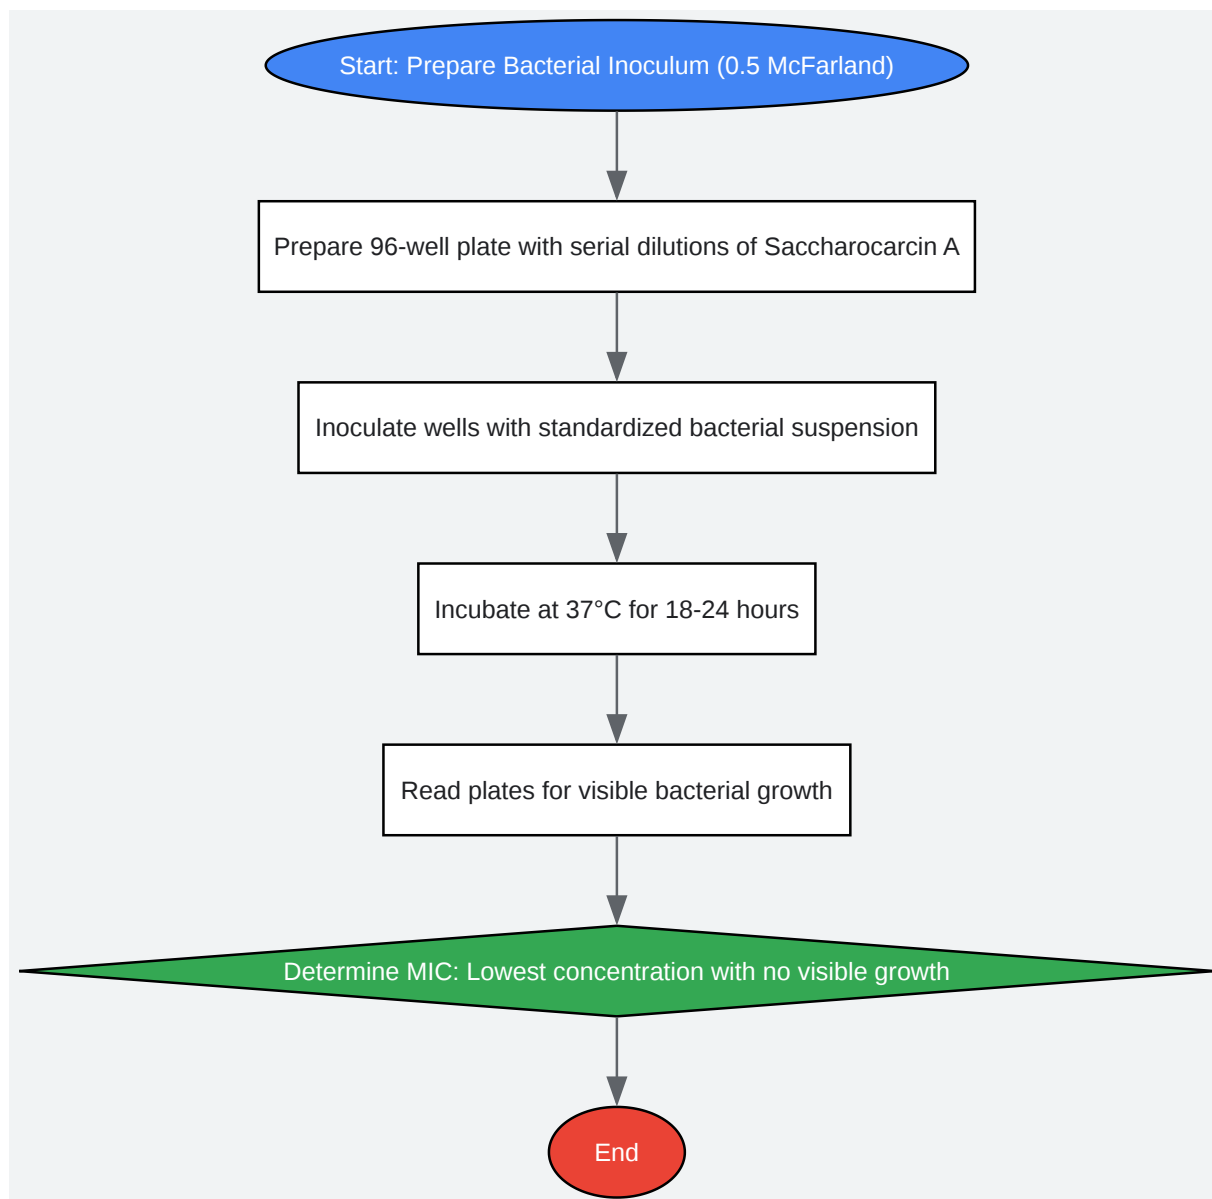 Start: Prepare Bacterial Inoculum (0.5 McFarland)
Prepare 96-well plate with serial dilutions of Saccharocarcin A
Inoculate wells with standardized bacterial suspension
Incubate at 37°C for 18-24 hours
Read plates for visible bacterial growth
Determine MIC: Lowest concentration with no visible growth
End